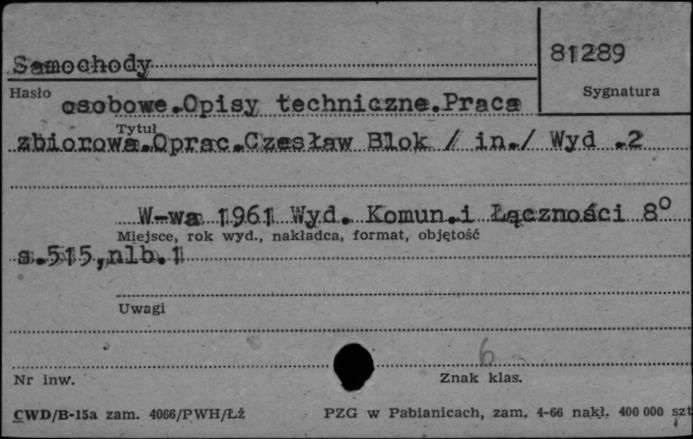 Samochody
81289
Hasło
Sygnatura
osobowe.Opisy techniczne.Praca
Tytuł
zbiorowa.Oprac.Czesław Blok / in./ Wyd .2
W-wa 1961 Wyd. Komun.i Łączności 8°
Miejsce, rok wyd., nakładca, format, objętość
s.515,nlb.1
Uwagi
6
Nr inw.
Znak klas.
CWD/B-15a zam. 4066/PWH/Łź
PZG w Pabianicach, zam. 4-66 nakł. 400 000 szt